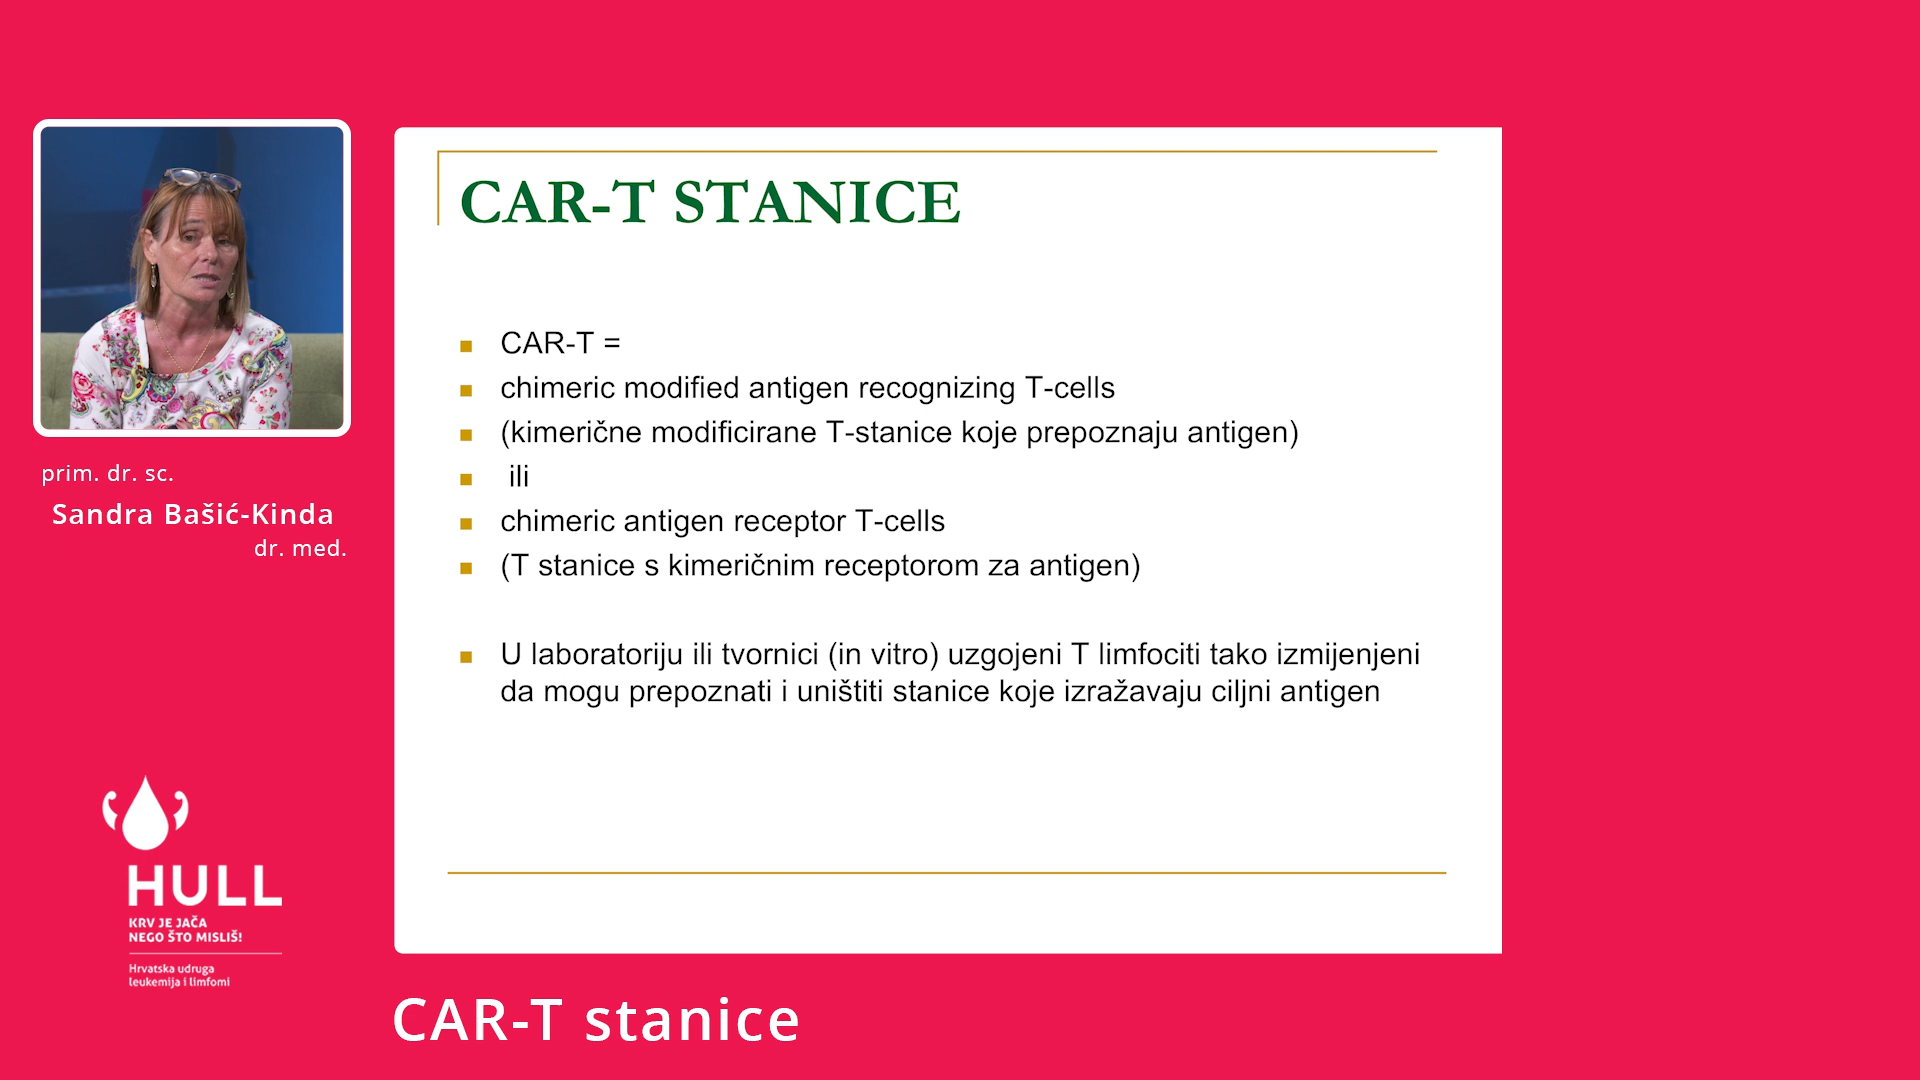 prim. dr. sc.
Sandra Bašić-Kinda
dr. med.
HULL
KRV JE JAČA
NEGO ŠTO MISLIŠ!
Hrvatska udruga
leukemija i limfomi
CAR-T STANICE
CAR-T =
chimeric modified antigen recognizing T-cells
(kimerične modificirane T-stanice koje prepoznaju antigen)
ili
chimeric antigen receptor T-cells
(T stanice s kimeričnim receptorom za antigen)
U laboratoriju ili tvornici (in vitro) uzgojeni T limfociti tako izmijenjeni
da mogu prepoznati i uništiti stanice koje izražavaju ciljni antigen
CAR-T stanice